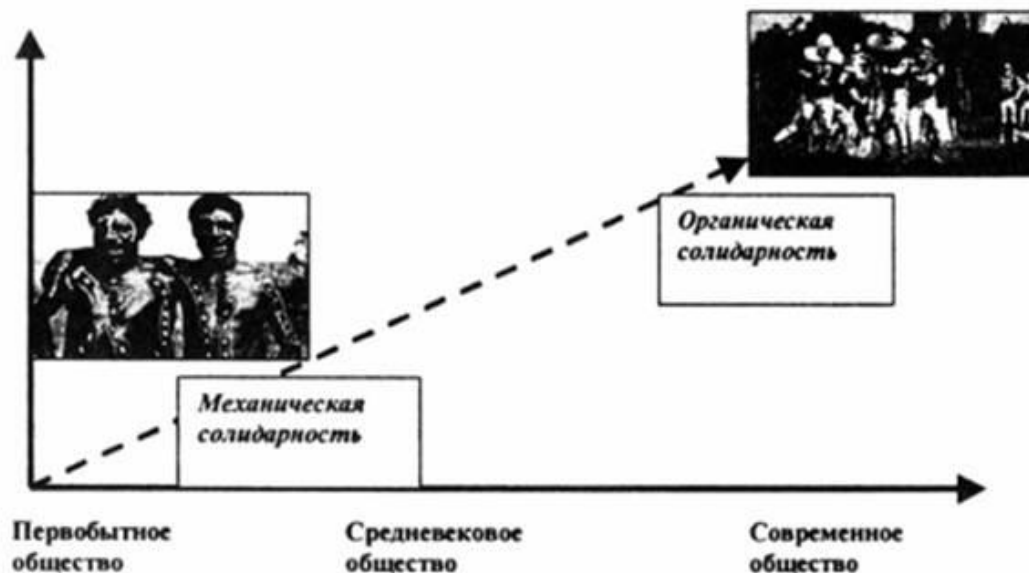 Органическая
солидарность
Механическая
солидарность
Первобытное
общество
Средневековое
общество
Современное
общество